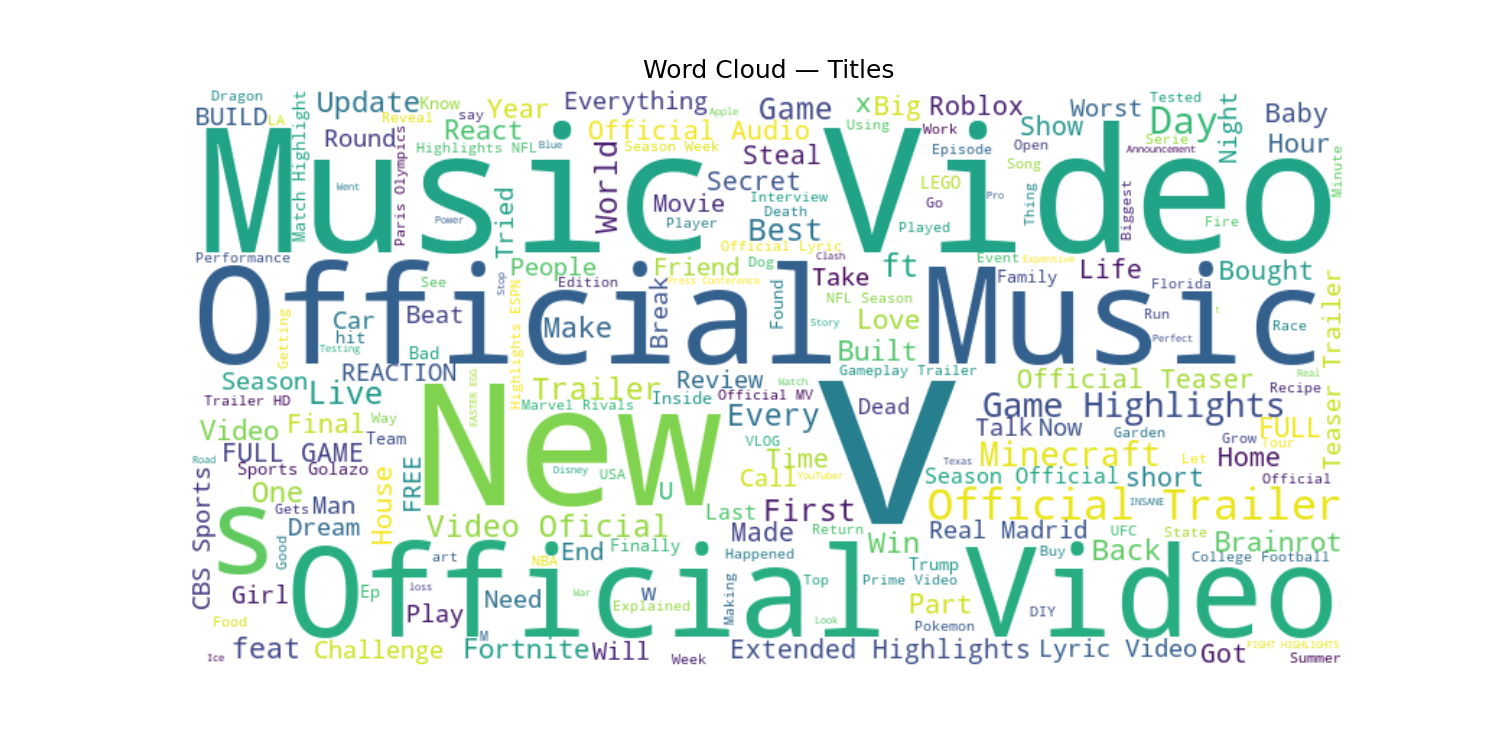 Word Cloud — Titles
Dragon
Update
Know
say
Year
Everything
Apple
Game
x
Big
Roblox
Worst
Tested
Day
Night
Baby
BUILD
LA
Reveal
Match Highlight
Round
Paris Olympics
React
Official Audio
Using
Work
Show
Serie
Hour
Highlights NFL
Blue
Season Week
World
Steal
Episode
Open
Announcement
Minute
Music Video
Went
Power
Tried
Secret
Movie
Player
Interview
Death
Best
LEGO
Go
Played
Pro
Song
Thing
Biggest
Fire
Official Lyric
Performance
People
Friend
Dog
Clash
Take
ft
Event
Expensive
Family
Life
Bought
See
Stop
Edition
Press Conference
Found
NFL Season
Florida
Official Music
Getting
Car
hit
Testing
Beat
Highlights ESPN
Make
Break
Story
Love
Run
t
Race
Perfect
Trailer
Bad
Built
Gameplay Trailer
REACTION
Season
Live
EASTER EGG
Trailer
Review
Watch
Official Teaser
Real
Recipe
Trailer HD
Marvel Rivals
Inside
Official MV
Dead
Game Highlights
Teaser Trailer
Video
Final
Way
New
V
Every
Talk
Now
Garden
FULL
FULL GAME
Team
VLOG
Grow
Tour
Road
Sports Golazo
Disney
USA
Time
Texas
Minecraft
Let
Home
CBS Sports
One
House
FREE
U
Call
YouTuber
Season Official
short
Official
s
Gets
Man
Last
First
Official Trailer
INSANE
Good
Dream
Video Oficial
Made
Return
Real Madrid
UFC
State
Brainrot
art
NBA
End
Finally
Happened
Win
Buy
Back
College Football
Official Video
Girl
Ep
loss
War
W
Explained
Making
Top
Trump
Prime Video
Food
Play
Need
Part
DIY
Look
Pokemon
M
Ice
feat
Challenge
Fortnite
Will
Week
Extended Highlights
Lyric Video
Got
FIGHT HIGHLIGHTS
Summer